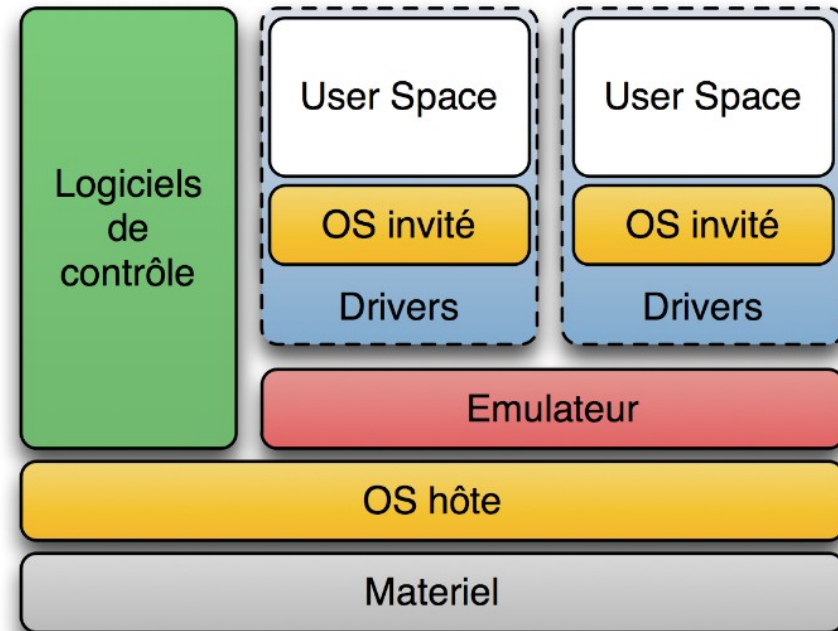 Logiciels
de
contrôle
User Space
OS invité
Drivers
User Space
OS invité
Drivers
Emulateur
OS hôte
Materiel